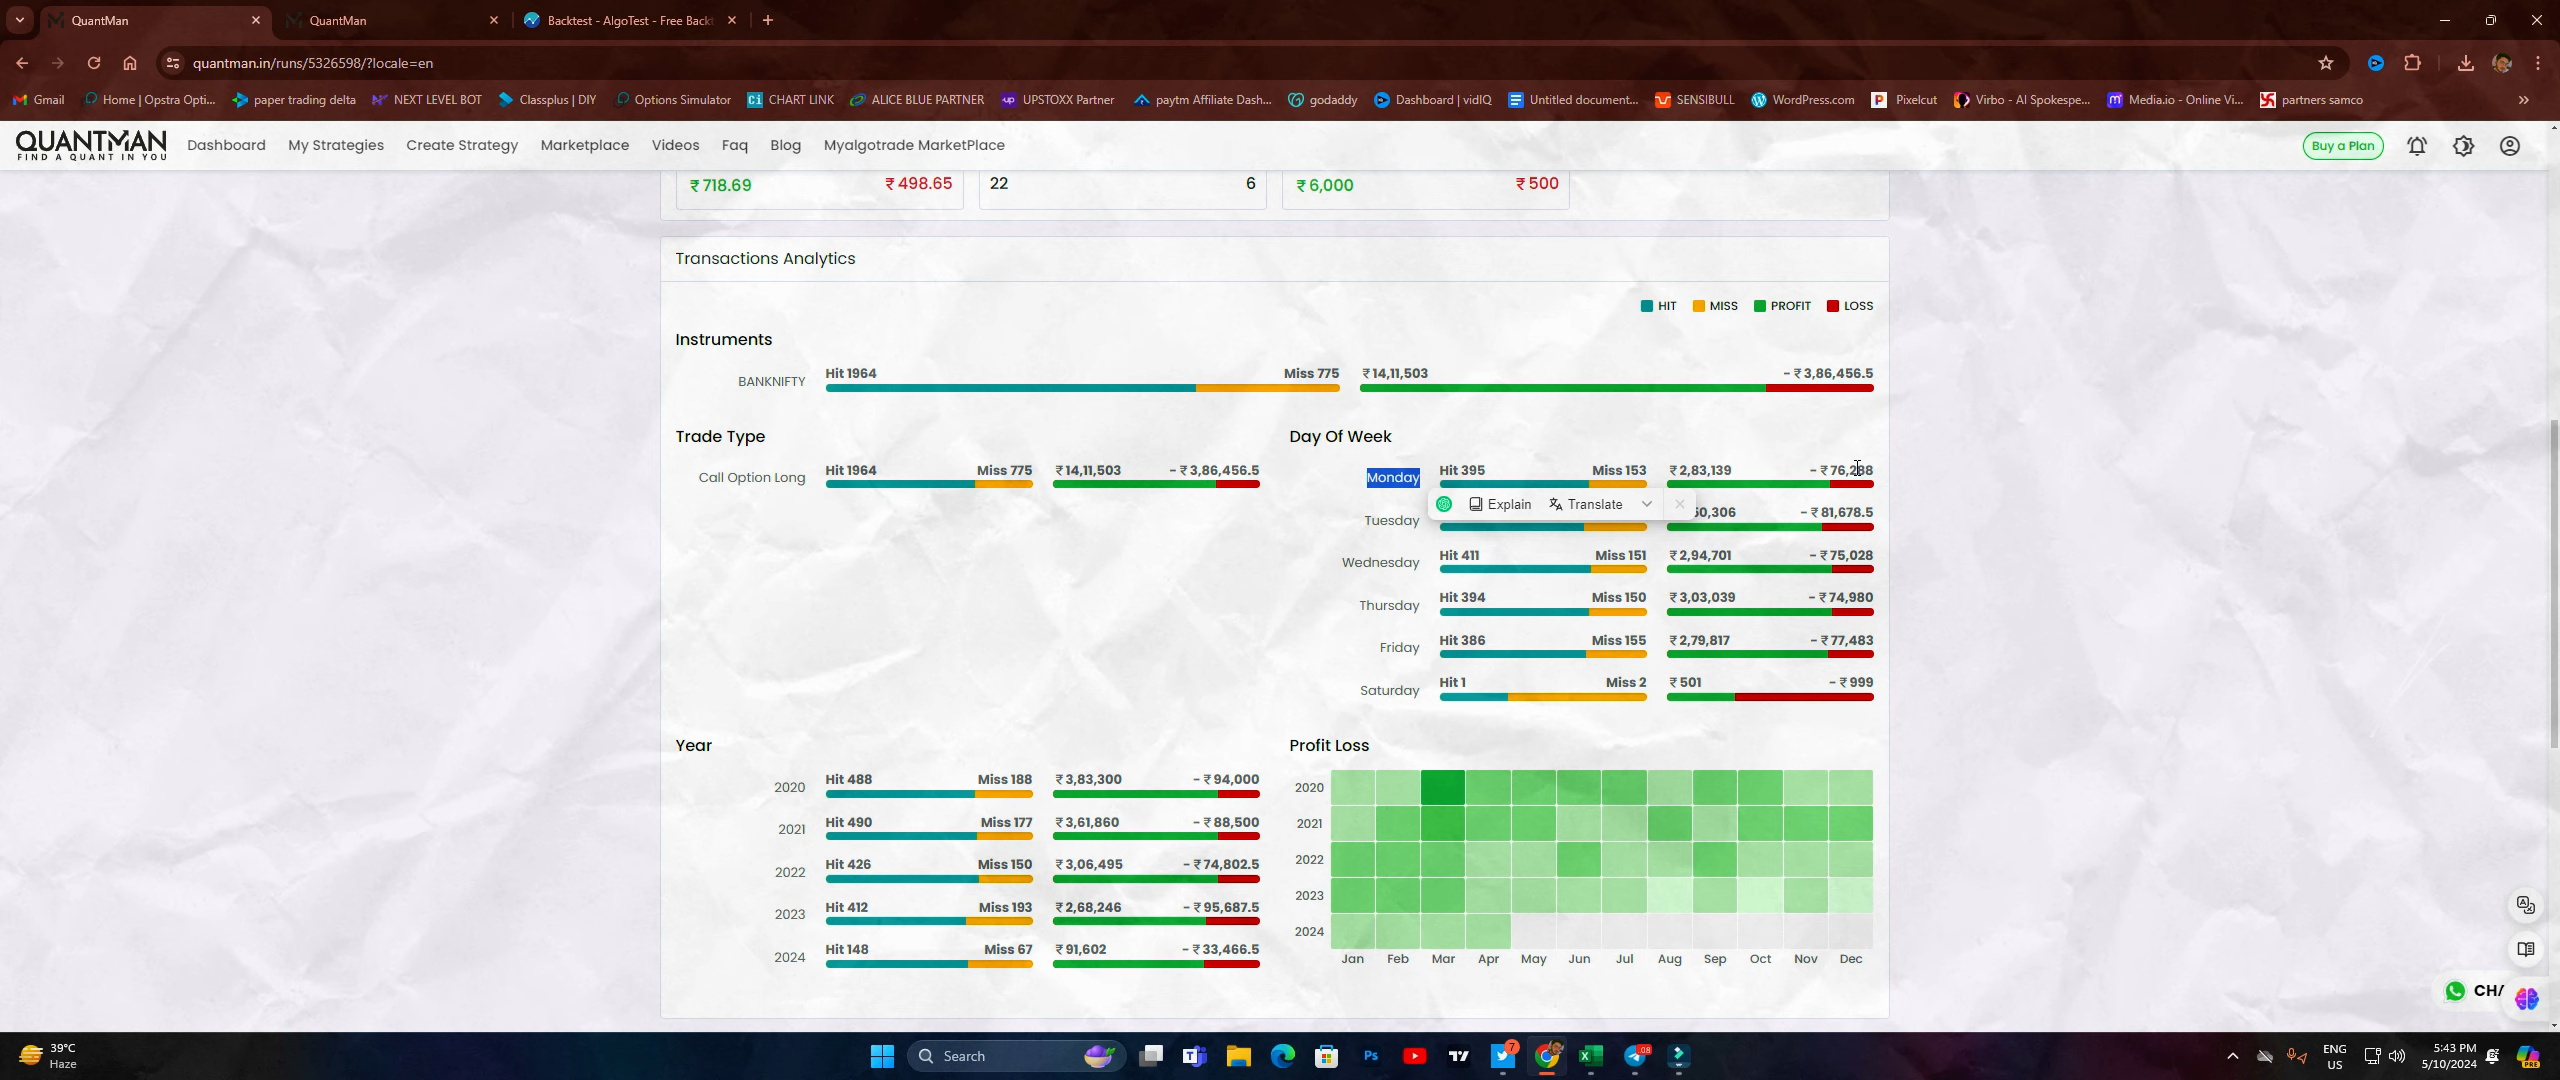 QuantMan
QuantMan
Backtest - AlgoTest - Free Backt
quantman.in/runs/5326598/?locale=en
Gmail
Home | Opstra Opti...
paper trading delta
NEXT LEVEL BOT
Classplus | DIY
Options Simulator
CHART LINK
ALICE BLUE PARTNER
UPSTOXX Partner
paytm Affiliate Dash...
godaddy
Dashboard | vidIQ
Untitled document...
SENSIBULL
WordPress.com
Pixelcut
Virbo - AI Spokespe...
Media.io - Online Vi...
partners samco
QUANTMAN
FIND A QUANT IN YOU
Dashboard
My Strategies
Create Strategy
Marketplace
Videos
Faq
Blog
Myalgotrade MarketPlace
Buy a Plan
₹ 718.69 ₹ 498.65
22 6
₹ 6,000 ₹ 500
Transactions Analytics
HIT MISS PROFIT LOSS
Instruments
BANKNIFTY Hit 1964 Miss 775 ₹ 14,11,503 - ₹ 3,86,456.5
Trade Type
Call Option Long Hit 1964 Miss 775 ₹ 14,11,503 - ₹ 3,86,456.5
Day Of Week
Monday Hit 395 Miss 153 ₹ 2,83,139 - ₹ 76,288
Explain Translate
Tuesday 50,306 - ₹ 81,678.5
Wednesday Hit 411 Miss 151 ₹ 2,94,701 - ₹ 75,028
Thursday Hit 394 Miss 150 ₹ 3,03,039 - ₹ 74,980
Friday Hit 386 Miss 155 ₹ 2,79,817 - ₹ 77,483
Saturday Hit 1 Miss 2 ₹ 501 - ₹ 999
Year
2020 Hit 488 Miss 188 ₹ 3,83,300 - ₹ 94,000
2021 Hit 490 Miss 177 ₹ 3,61,860 - ₹ 88,500
2022 Hit 426 Miss 150 ₹ 3,06,495 - ₹ 74,802.5
2023 Hit 412 Miss 193 ₹ 2,68,246 - ₹ 95,687.5
2024 Hit 148 Miss 67 ₹ 91,602 - ₹ 33,466.5
Profit Loss
2020
2021
2022
2023
2024
Jan Feb Mar Apr May Jun Jul Aug Sep Oct Nov Dec
CHA
39°C
Haze
Search
7
Ps
.08
ENG
US
5:43 PM
5/10/2024
PRE